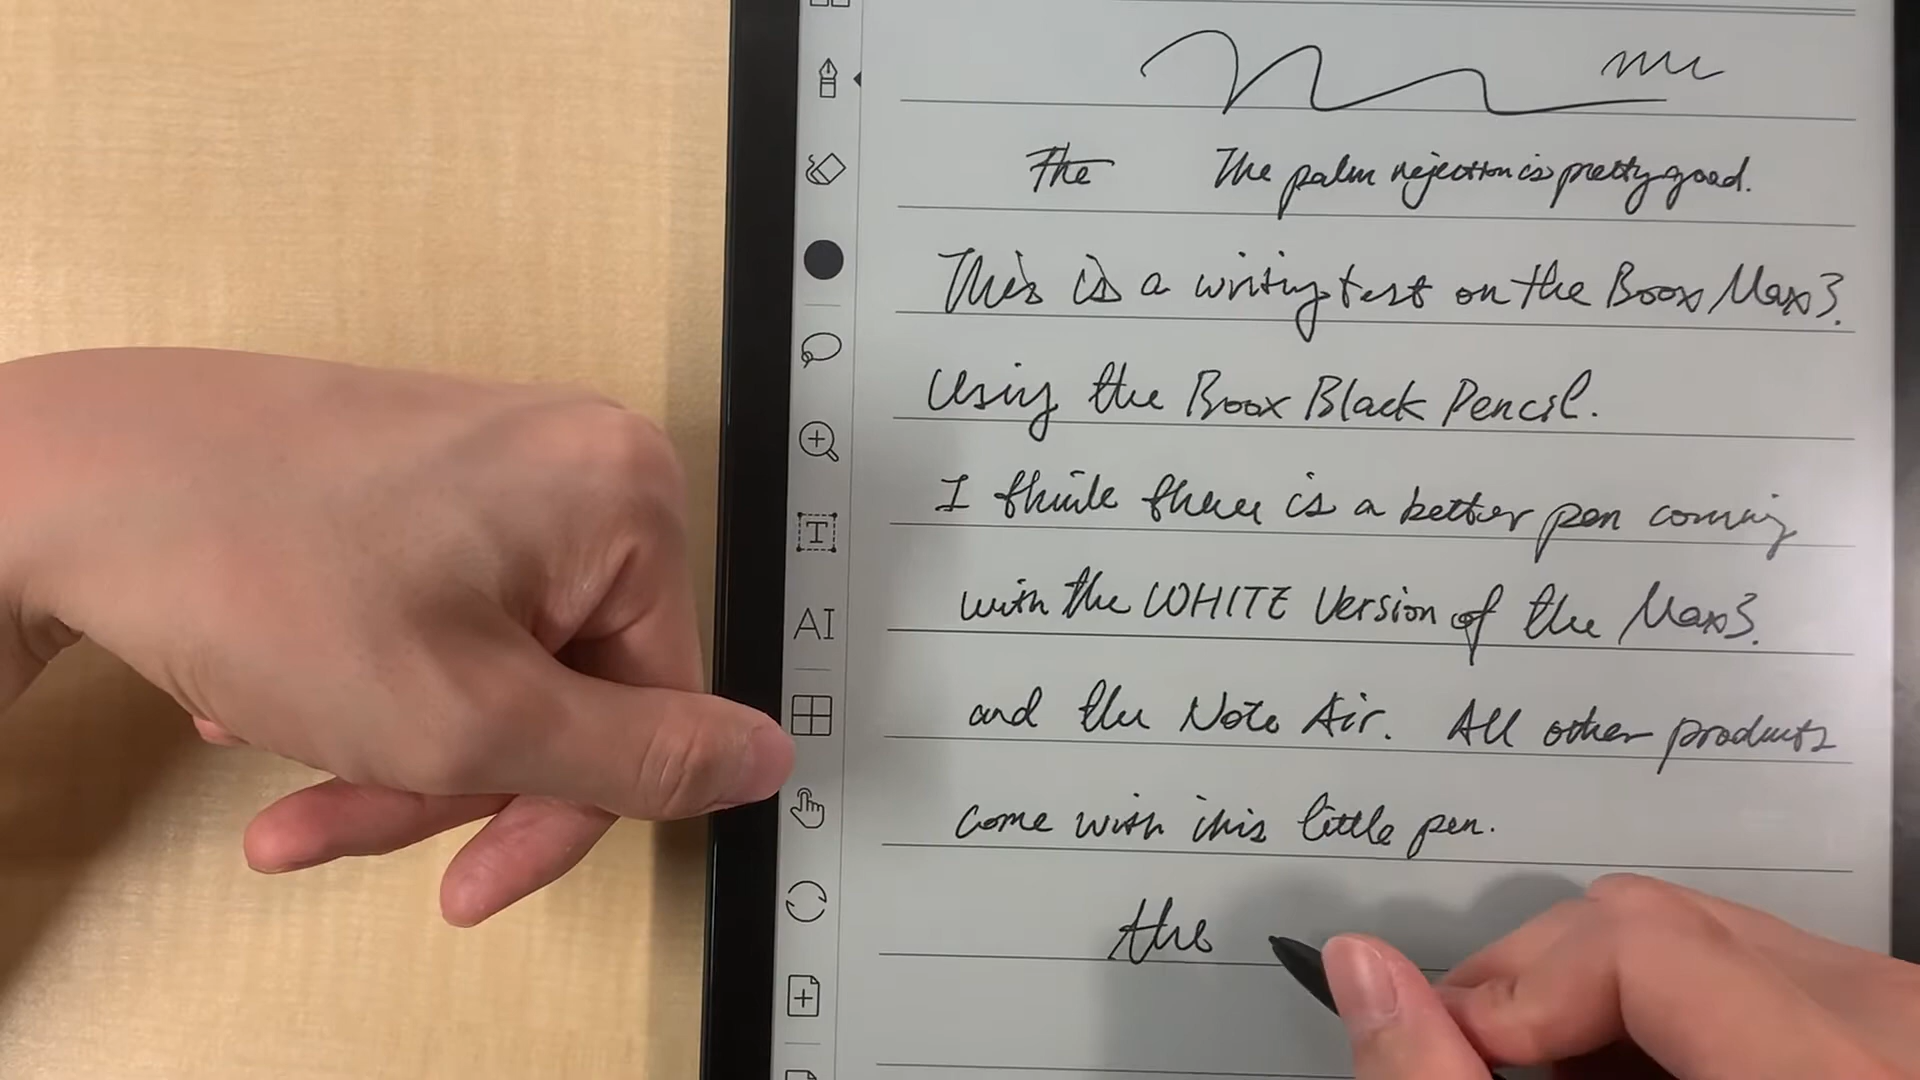 The The palm rejection is pretty good.
This is a writing test on the Boox Max3.
Using the Boox Black Pencil.
I think there is a better pen coming
with the WHITE Version of the Max3.
and the Note Air. All other products
come with this little pen.
the
T
AI